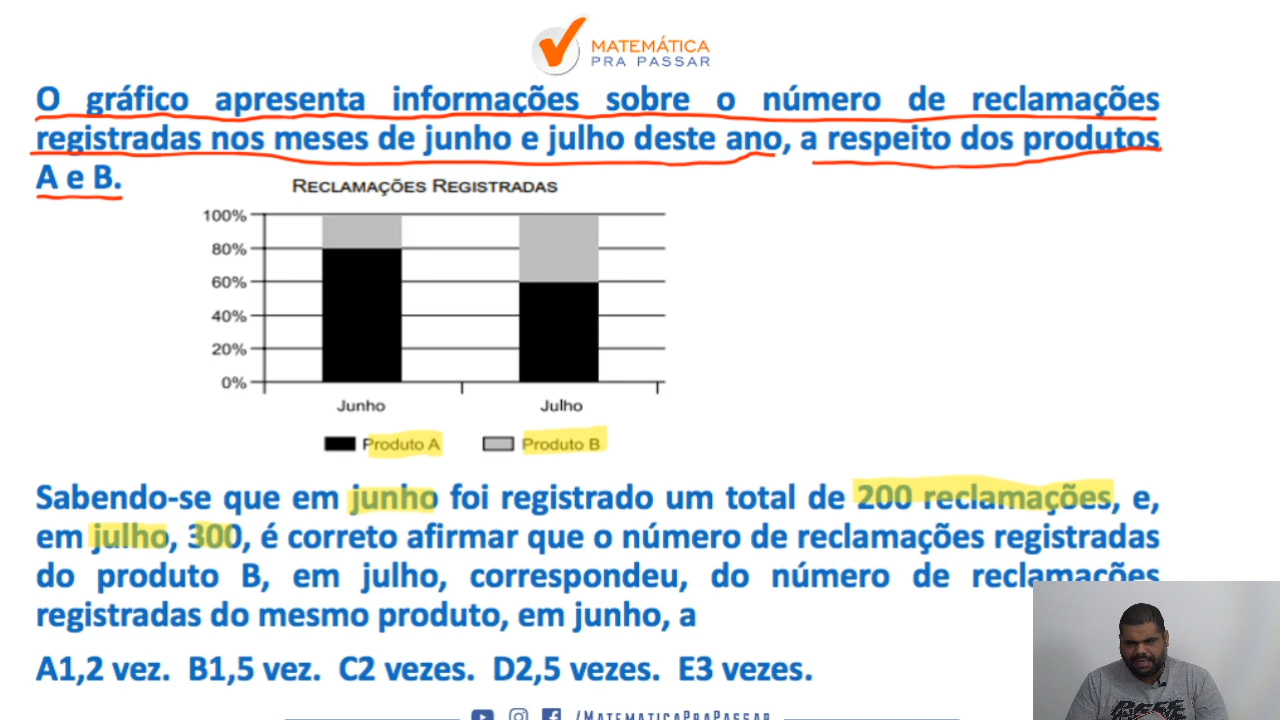 MATEMÁTICA
PRA PASSAR
O gráfico apresenta informações sobre o número de reclamações
registradas nos meses de junho e julho deste ano, a respeito dos produtos
A e B.
RECLAMAÇÕES REGISTRADAS
100%
80%
60%
40%
20%
0%
Junho Julho
Produto A Produto B
Sabendo-se que em junho foi registrado um total de 200 reclamações, e,
em julho, 300, é correto afirmar que o número de reclamações registradas
do produto B, em julho, correspondeu, do número de reclamações
registradas do mesmo produto, em junho, a
A1,2 vez. B1,5 vez. C2 vezes. D2,5 vezes. E3 vezes.
/MATEMATICAPRAPASSAR